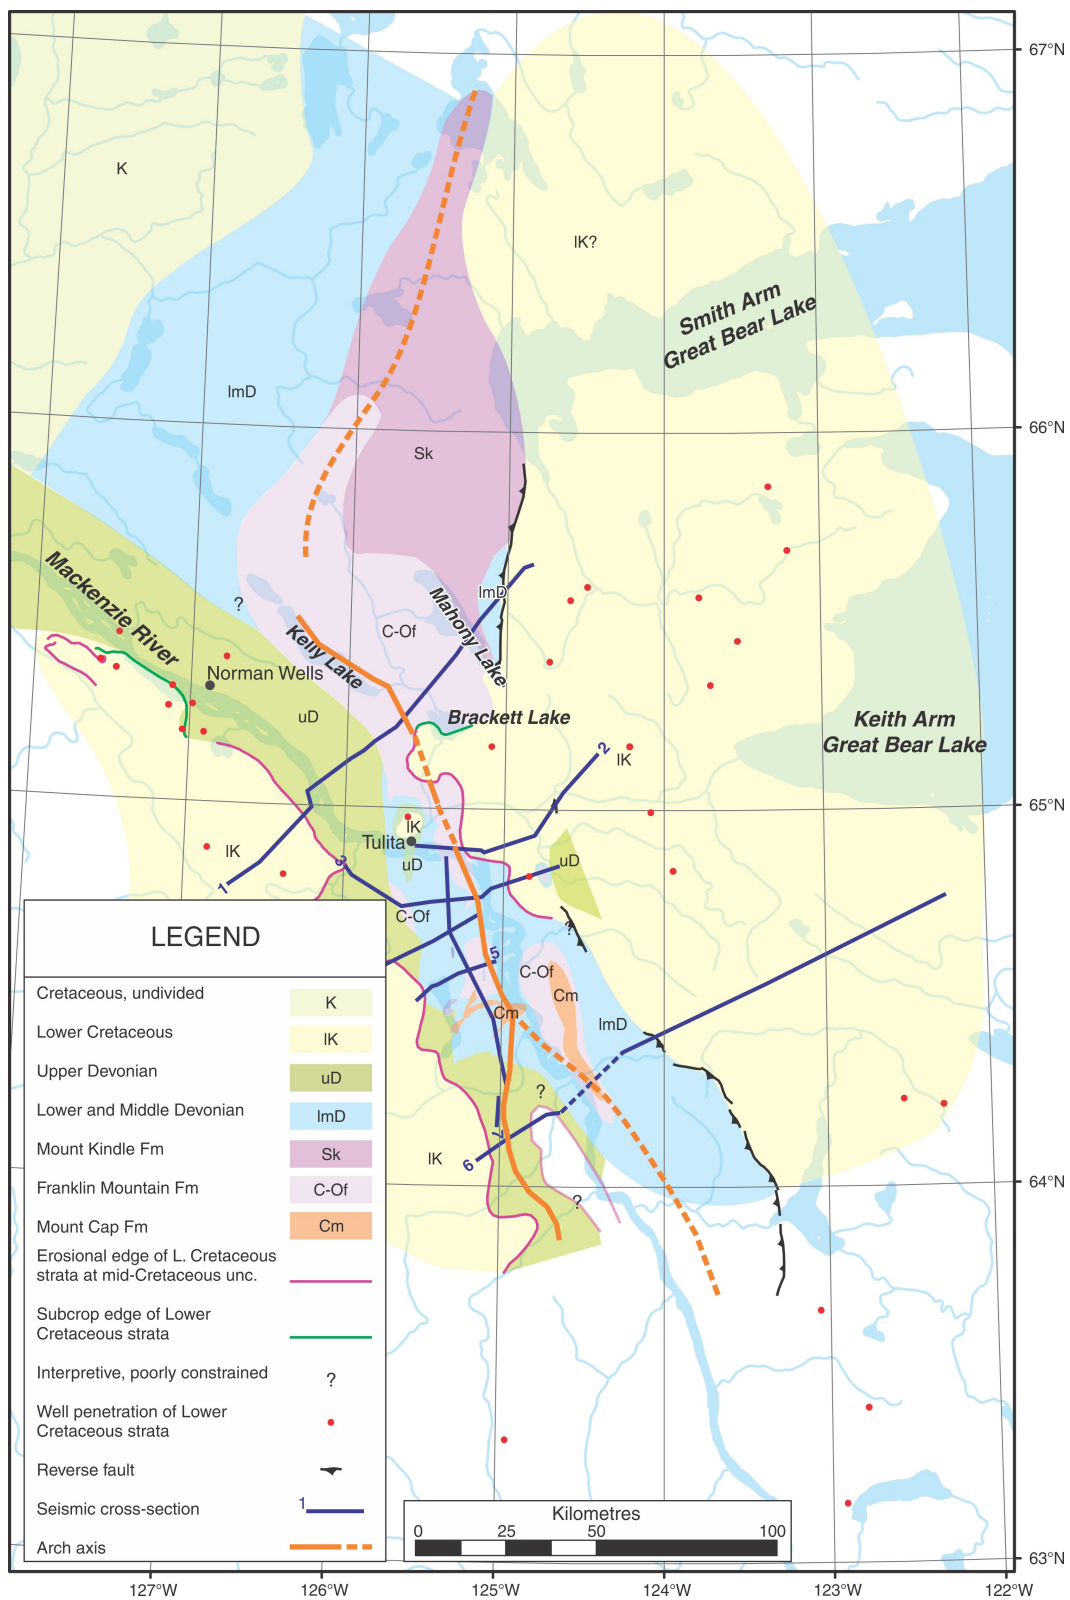 67°N
K
lK?
Smith Arm
Great Bear Lake
lmD
66°N
Sk
Mackenzie River
?
lmD
Mahony Lake
C-Of
Kelly Lake
Norman Wells
uD
Brackett Lake
Keith Arm
Great Bear Lake
2
lK
65°N
lK
Tulita
lK
3
uD
uD
1
C-Of
?
5
C-Of
Cm
Cm
lmD
?
7
lK
6
?
64°N
LEGEND
Cretaceous, undivided
K
Lower Cretaceous
lK
Upper Devonian
uD
Lower and Middle Devonian
lmD
Mount Kindle Fm
Sk
Franklin Mountain Fm
C-Of
Mount Cap Fm
Cm
Erosional edge of L. Cretaceous
strata at mid-Cretaceous unc.
Subcrop edge of Lower
Cretaceous strata
Interpretive, poorly constrained
?
Well penetration of Lower
Cretaceous strata
Reverse fault
Seismic cross-section
1
Arch axis
Kilometres
0 25 50 100
63°N
127°W 126°W 125°W 124°W 123°W 122°W